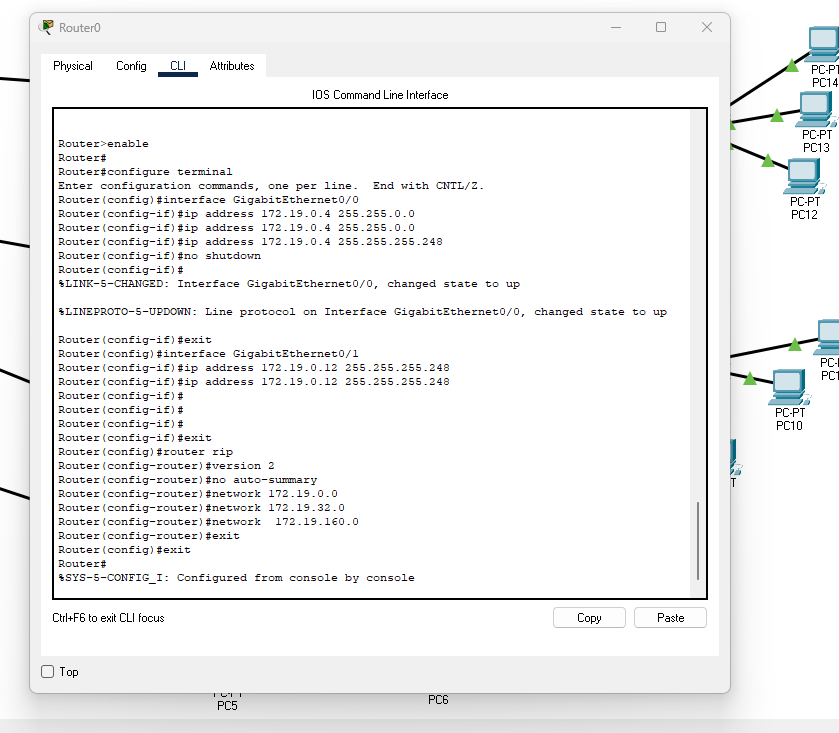 Router0
Physical Config CLI Attributes
IOS Command Line Interface
Router>enable
Router#
Router#configure terminal
Enter configuration commands, one per line.  End with CNTL/Z.
Router(config)#interface GigabitEthernet0/0
Router(config-if)#ip address 172.19.0.4 255.255.0.0
Router(config-if)#ip address 172.19.0.4 255.255.0.0
Router(config-if)#ip address 172.19.0.4 255.255.255.248
Router(config-if)#no shutdown
Router(config-if)#
%LINK-5-CHANGED: Interface GigabitEthernet0/0, changed state to up
%LINEPROTO-5-UPDOWN: Line protocol on Interface GigabitEthernet0/0, changed state to up
Router(config-if)#exit
Router(config)#interface GigabitEthernet0/1
Router(config-if)#ip address 172.19.0.12 255.255.255.248
Router(config-if)#ip address 172.19.0.12 255.255.255.248
Router(config-if)#
Router(config-if)#
Router(config-if)#
Router(config-if)#exit
Router(config)#router rip
Router(config-router)#version 2
Router(config-router)#no auto-summary
Router(config-router)#network 172.19.0.0
Router(config-router)#network 172.19.32.0
Router(config-router)#network  172.19.160.0
Router(config-router)#exit
Router(config)#exit
Router#
%SYS-5-CONFIG_I: Configured from console by console
Ctrl+F6 to exit CLI focus
Copy Paste
Top
PC-PT
PC14
PC-PT
PC13
PC-PT
PC12
PC-PT
PC10
PC5
PC6